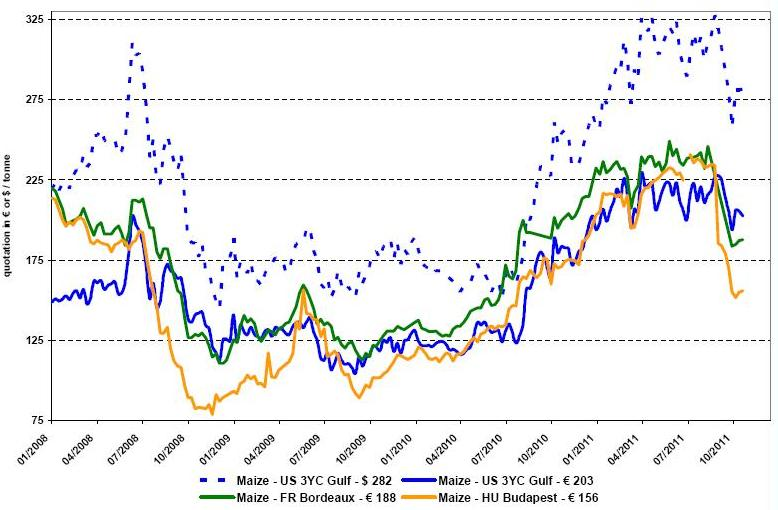 325
275
225
175
125
75
quotation in € or $ / tonne
01/2008 04/2008 07/2008 10/2008 01/2009 04/2009 07/2009 10/2009 01/2010 04/2010 07/2010 10/2010 01/2011 04/2011 07/2011 10/2011
Maize - US 3YC Gulf - $ 282 Maize - US 3YC Gulf - € 203
Maize - FR Bordeaux - € 188 Maize - HU Budapest - € 156